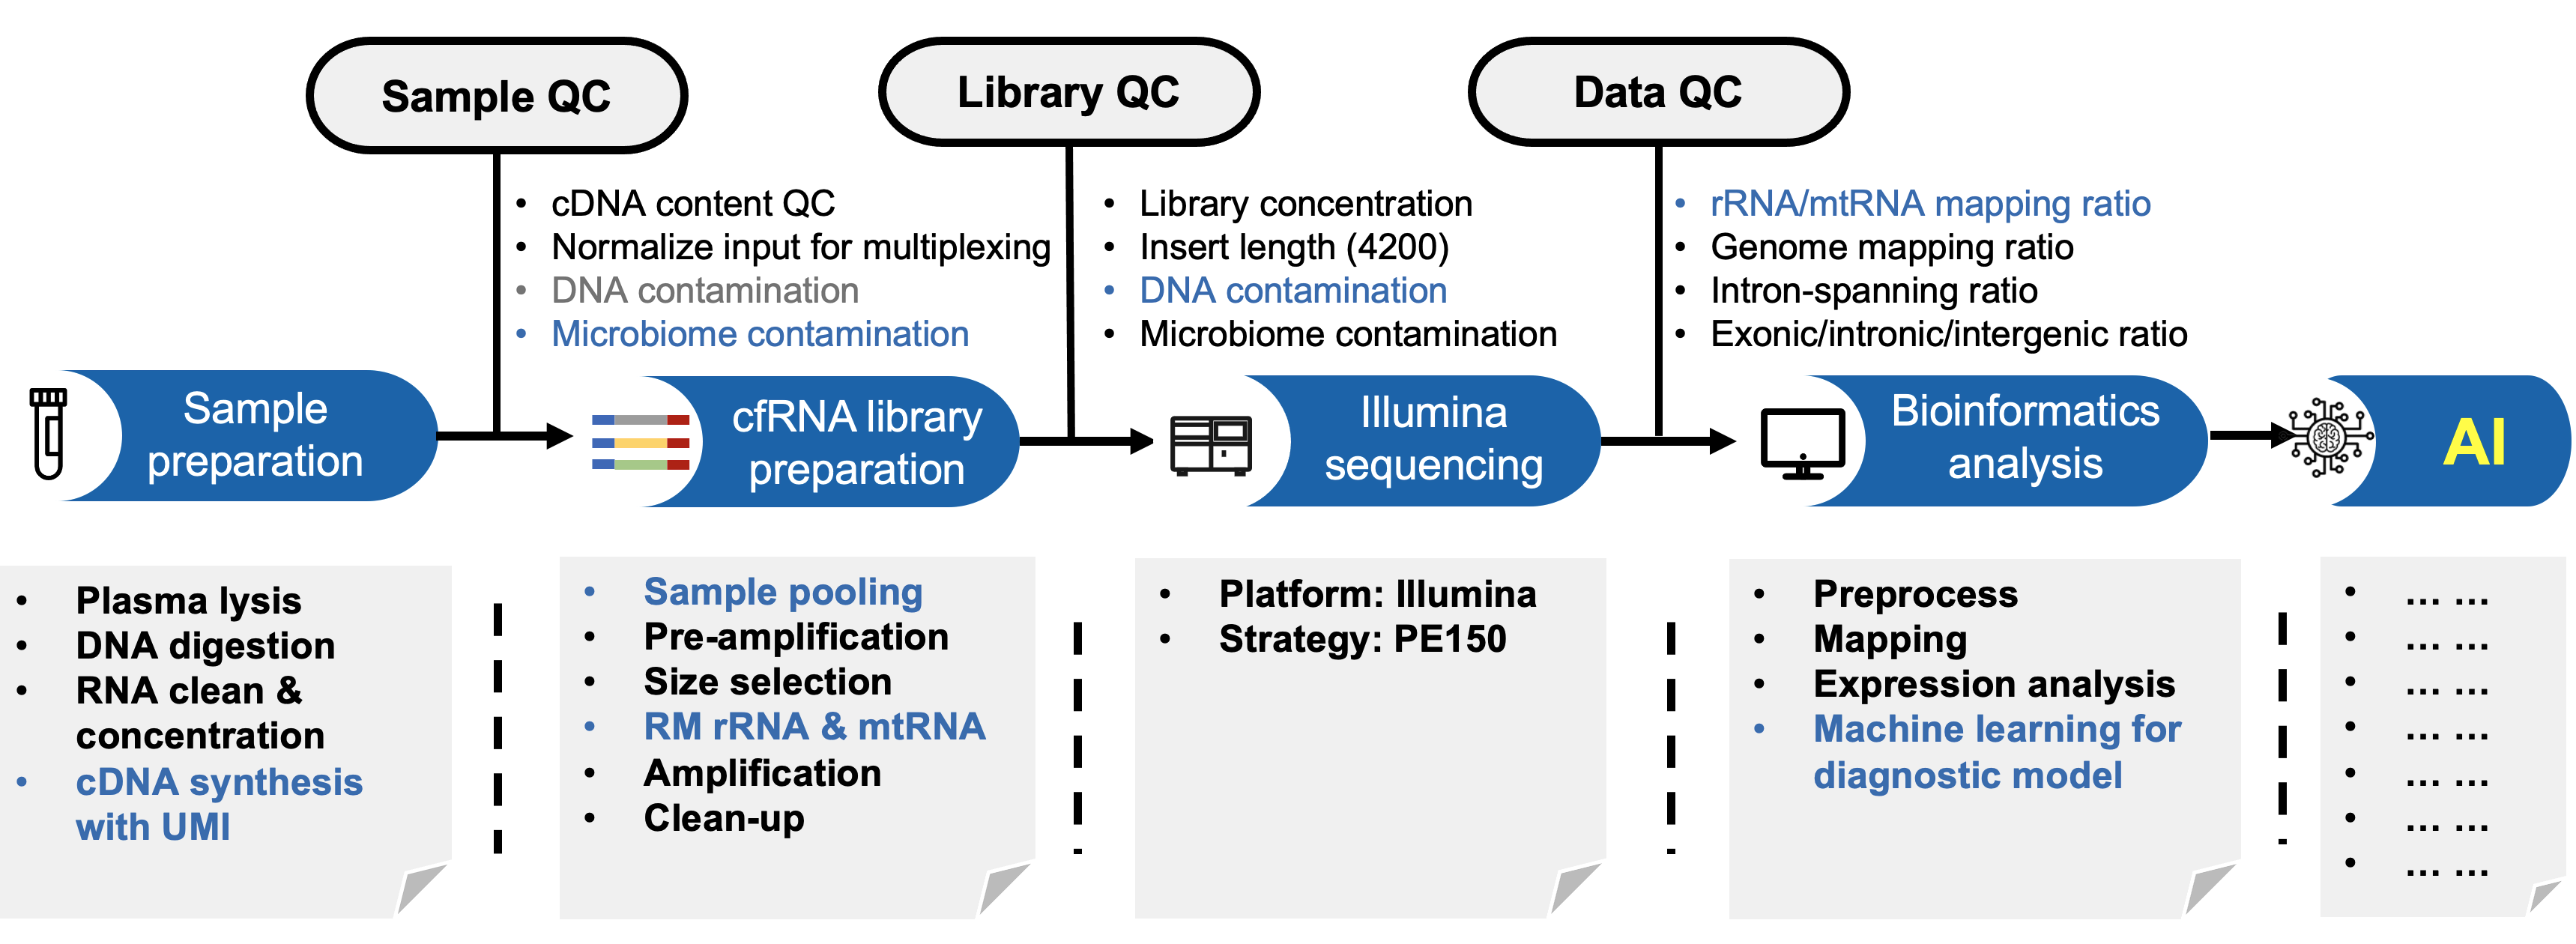 Sample QC
Library QC
Data QC
• cDNA content QC
• Normalize input for multiplexing
• DNA contamination
• Microbiome contamination
• Library concentration
• Insert length (4200)
• DNA contamination
• Microbiome contamination
• rRNA/mtRNA mapping ratio
• Genome mapping ratio
• Intron-spanning ratio
• Exonic/intronic/intergenic ratio
Sample
preparation
cfRNA library
preparation
Illumina
sequencing
Bioinformatics
analysis
AI
• Plasma lysis
• DNA digestion
• RNA clean &
concentration
• cDNA synthesis
with UMI
• Sample pooling
• Pre-amplification
• Size selection
• RM rRNA & mtRNA
• Amplification
• Clean-up
• Platform: Illumina
• Strategy: PE150
• Preprocess
• Mapping
• Expression analysis
• Machine learning for
diagnostic model
• ... ...
• ... ...
• ... ...
• ... ...
• ... ...
• ... ...
• ... ...